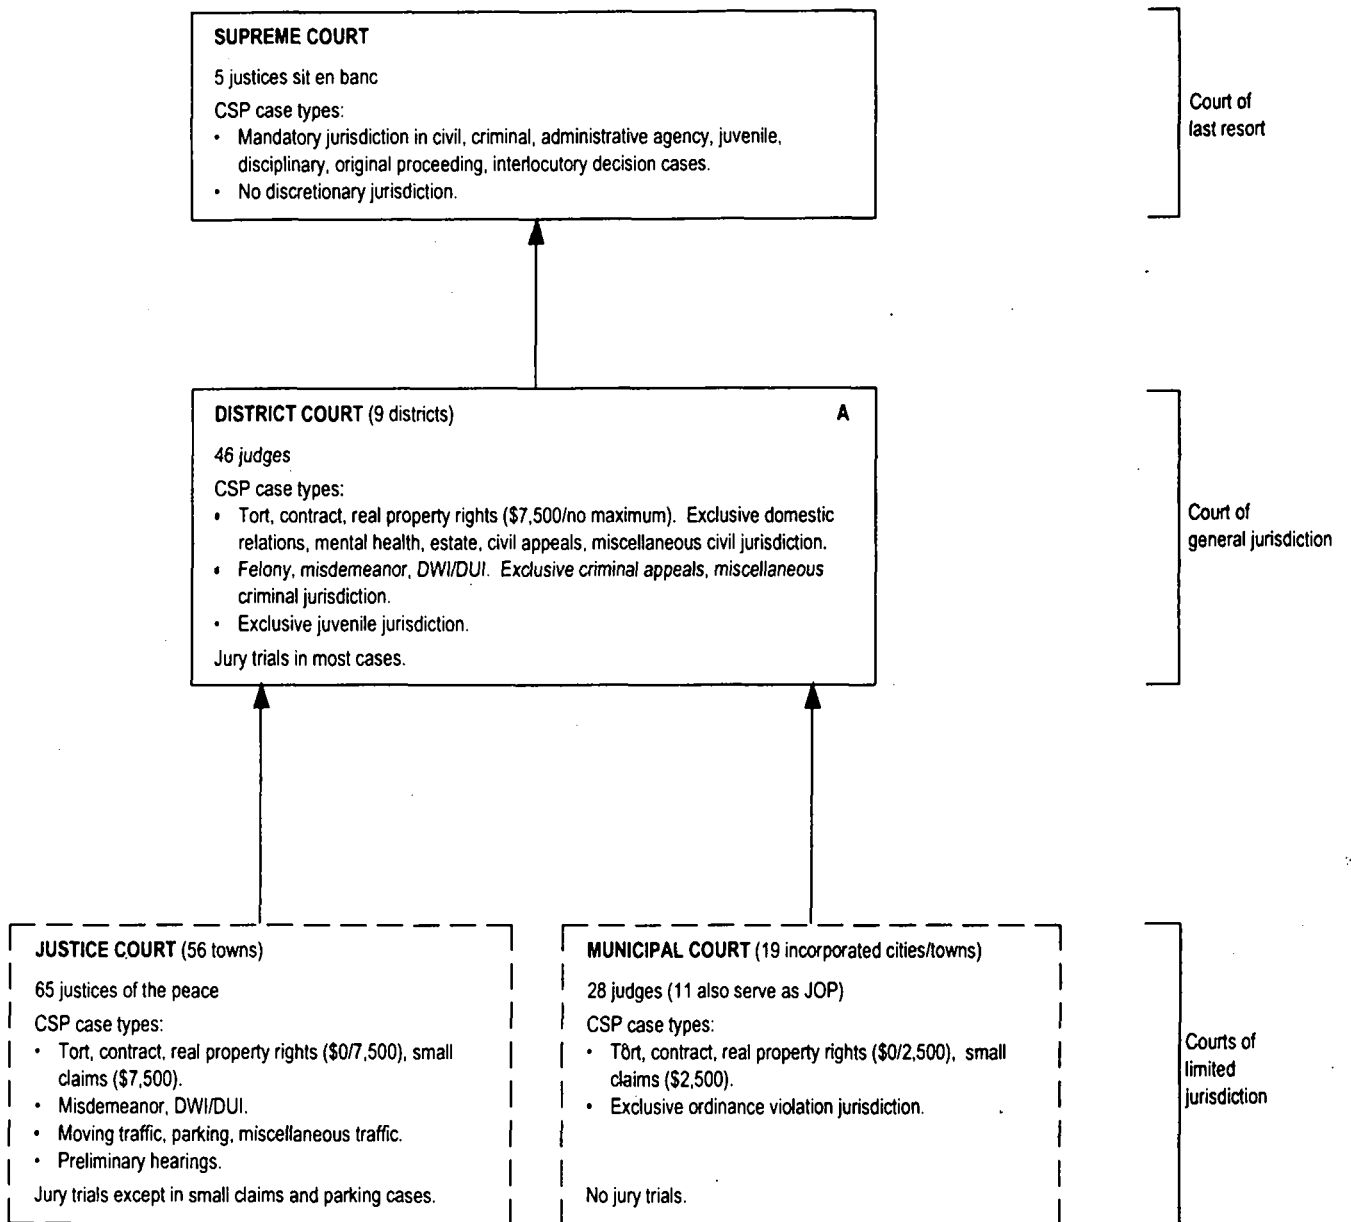 SUPREME COURT
5 justices sit en banc
CSP case types:
• Mandatory jurisdiction in civil, criminal, administrative agency, juvenile,
disciplinary, original proceeding, interlocutory decision cases.
• No discretionary jurisdiction.
Court of
last resort
DISTRICT COURT (9 districts) A
46 judges
CSP case types:
• Tort, contract, real property rights ($7,500/no maximum). Exclusive domestic
relations, mental health, estate, civil appeals, miscellaneous civil jurisdiction.
• Felony, misdemeanor, DWI/DUI. Exclusive criminal appeals, miscellaneous
criminal jurisdiction.
• Exclusive juvenile jurisdiction.
Jury trials in most cases.
Court of
general jurisdiction
JUSTICE COURT (56 towns)
65 justices of the peace
CSP case types:
• Tort, contract, real property rights ($0/7,500), small
claims ($7,500).
• Misdemeanor, DWI/DUI.
• Moving traffic, parking, miscellaneous traffic.
• Preliminary hearings.
Jury trials except in small claims and parking cases.
MUNICIPAL COURT (19 incorporated cities/towns)
28 judges (11 also serve as JOP)
CSP case types:
• Tort, contract, real property rights ($0/2,500), small
claims ($2,500).
• Exclusive ordinance violation jurisdiction.
No jury trials.
Courts of
limited
jurisdiction